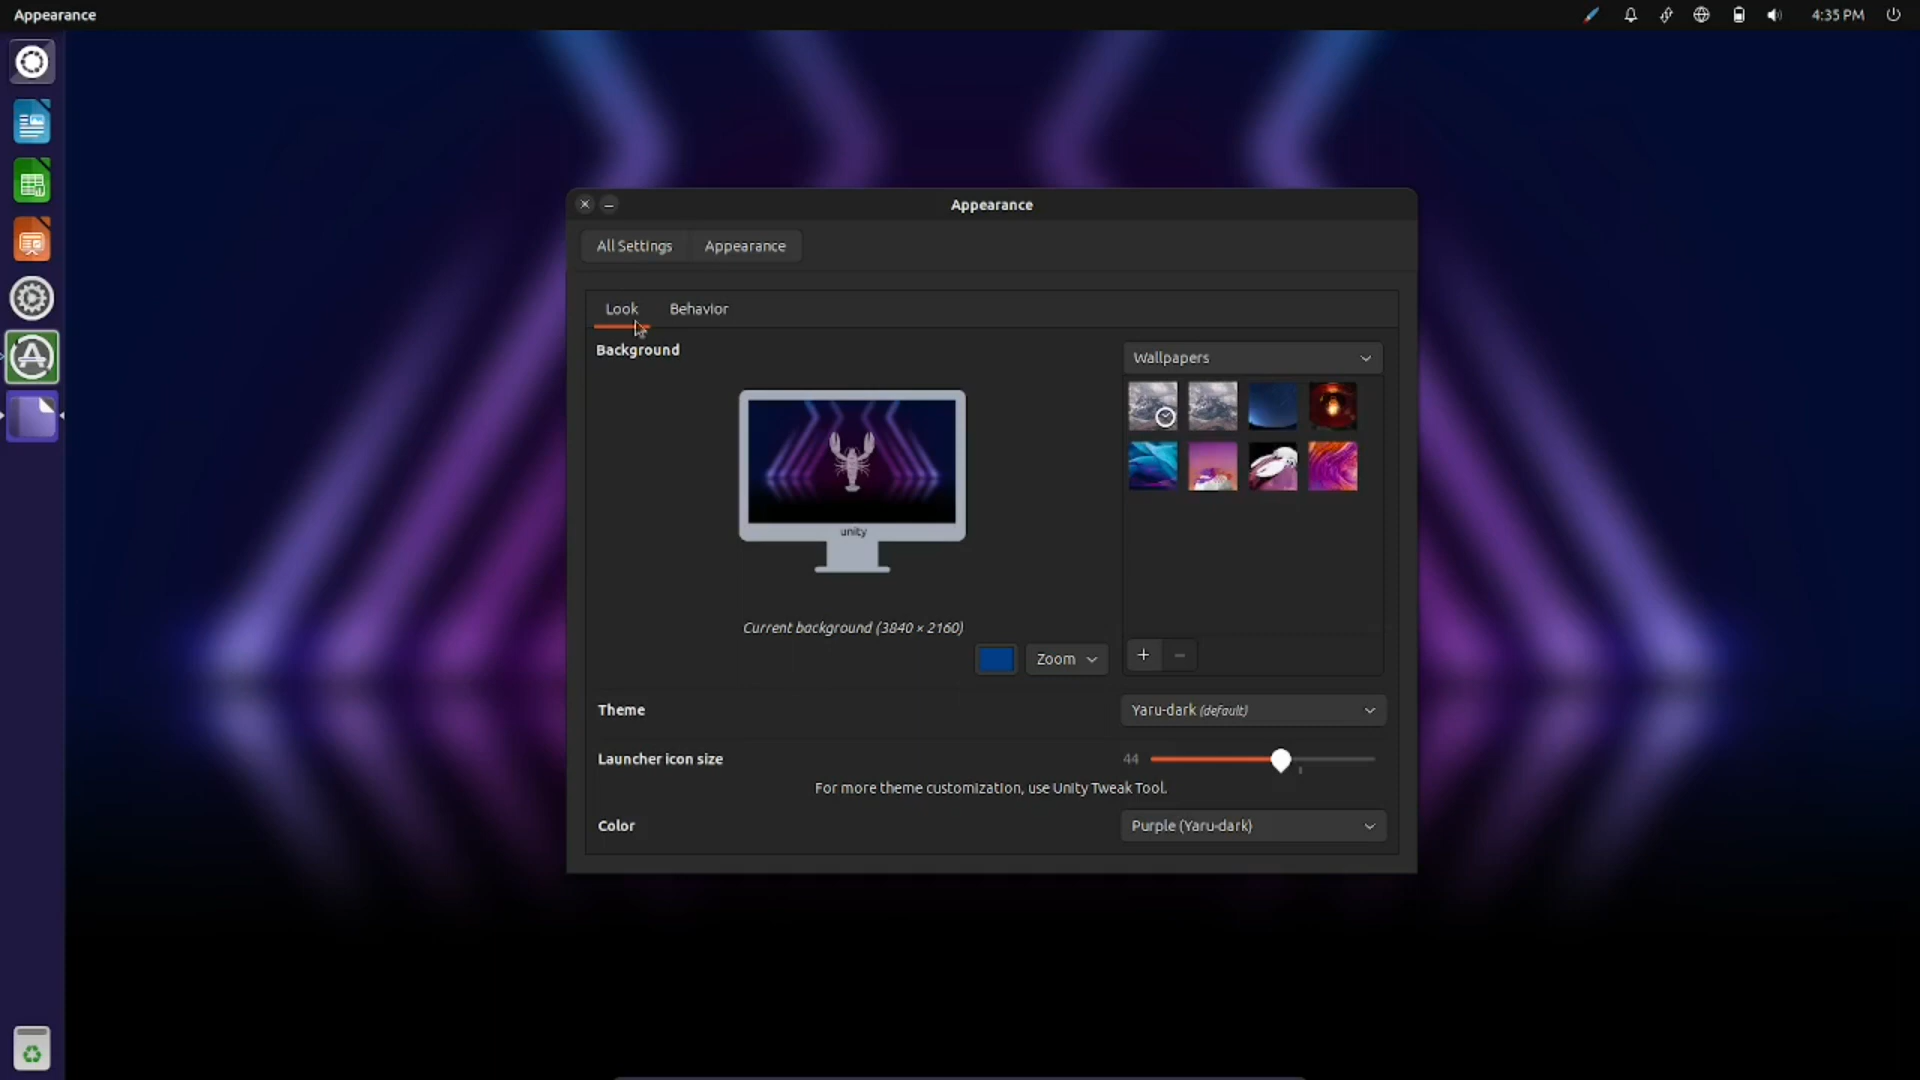 Appearance
4:35 PM
Appearance
All Settings
Appearance
Look
Behavior
Background
Wallpapers
unity
Current background (3840 × 2160)
Zoom
Theme
Yaru-dark (default)
Launcher icon size
44
For more theme customization, use Unity Tweak Tool.
Color
Purple (Yaru-dark)